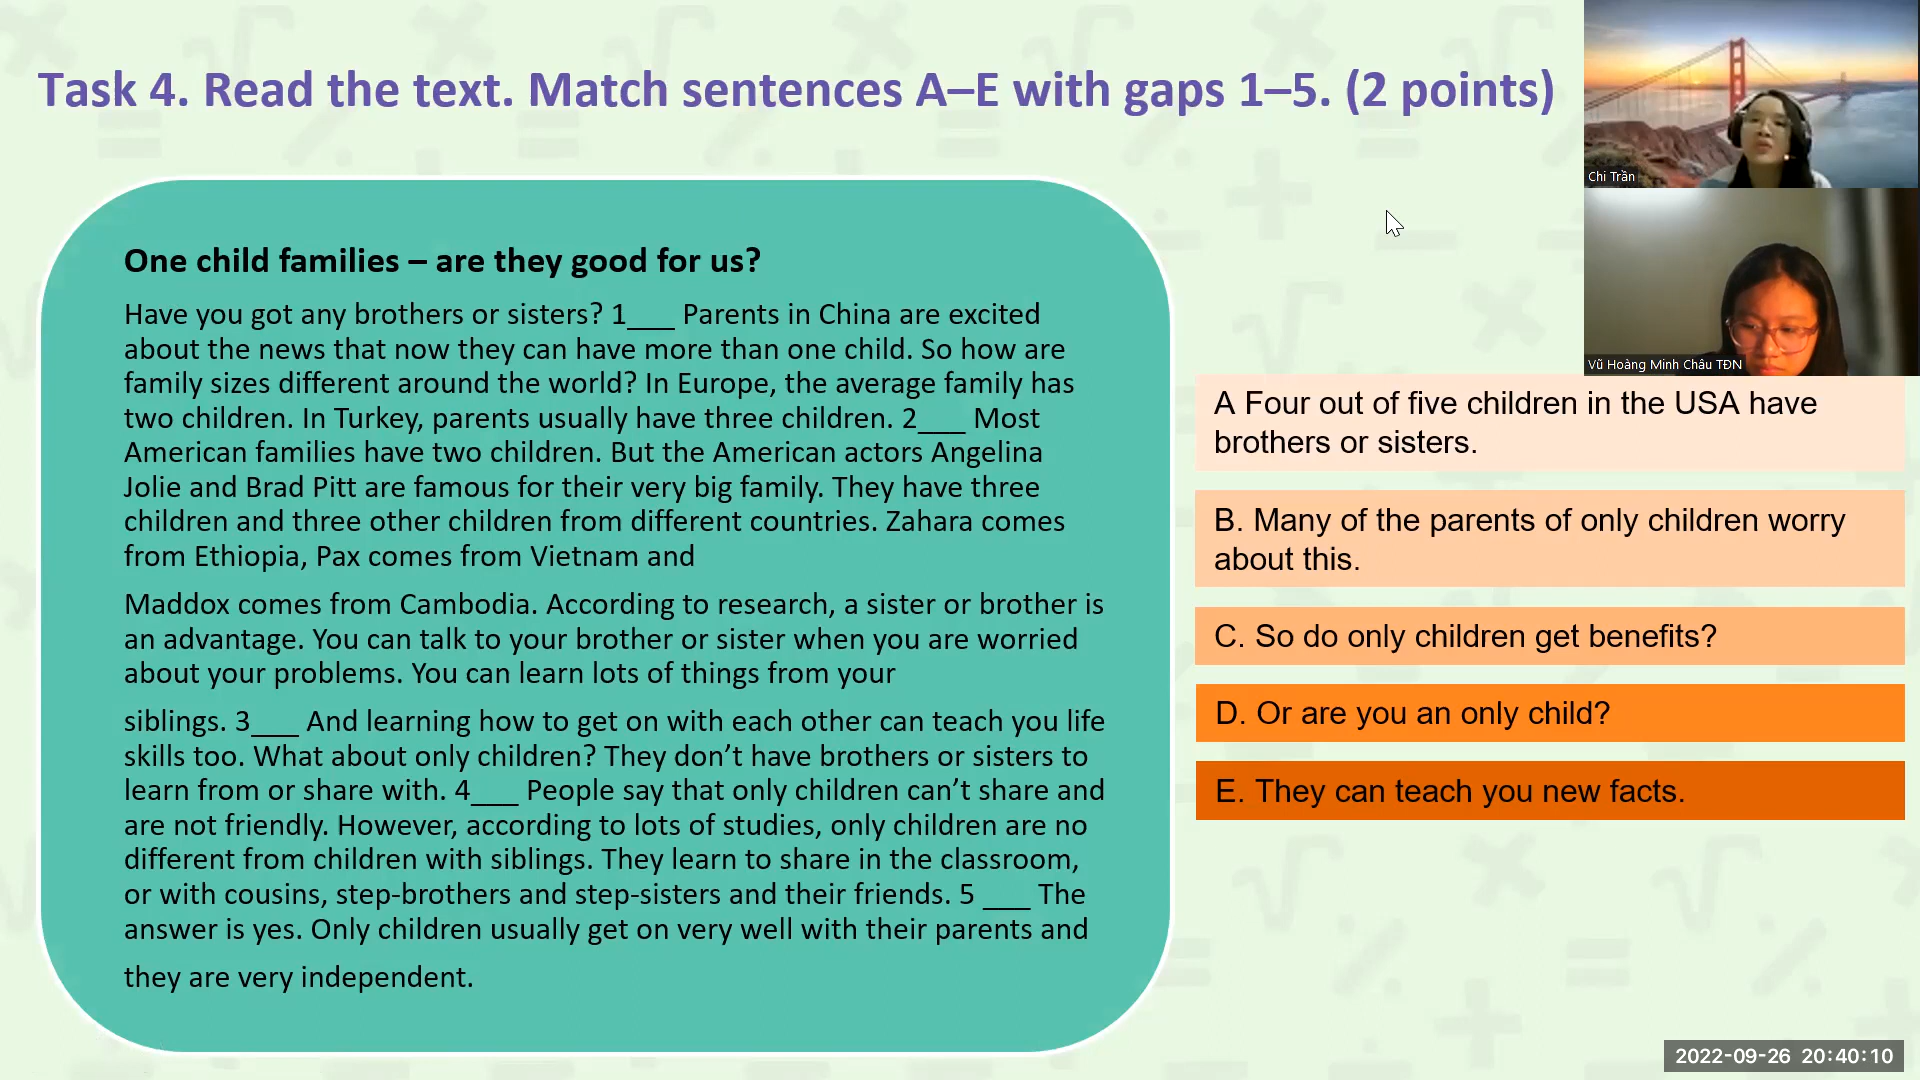 Task 4. Read the text. Match sentences A–E with gaps 1–5. (2 points)
Chi Trần
Vũ Hoàng Minh Châu TĐN
One child families – are they good for us?
Have you got any brothers or sisters? 1___ Parents in China are excited
about the news that now they can have more than one child. So how are
family sizes different around the world? In Europe, the average family has
two children. In Turkey, parents usually have three children. 2___ Most
American families have two children. But the American actors Angelina
Jolie and Brad Pitt are famous for their very big family. They have three
children and three other children from different countries. Zahara comes
from Ethiopia, Pax comes from Vietnam and
Maddox comes from Cambodia. According to research, a sister or brother is
an advantage. You can talk to your brother or sister when you are worried
about your problems. You can learn lots of things from your
siblings. 3___ And learning how to get on with each other can teach you life
skills too. What about only children? They don’t have brothers or sisters to
learn from or share with. 4___ People say that only children can’t share and
are not friendly. However, according to lots of studies, only children are no
different from children with siblings. They learn to share in the classroom,
or with cousins, step-brothers and step-sisters and their friends. 5 ___ The
answer is yes. Only children usually get on very well with their parents and
they are very independent.
A Four out of five children in the USA have
brothers or sisters.
B. Many of the parents of only children worry
about this.
C. So do only children get benefits?
D. Or are you an only child?
E. They can teach you new facts.
2022-09-26 20:40:10